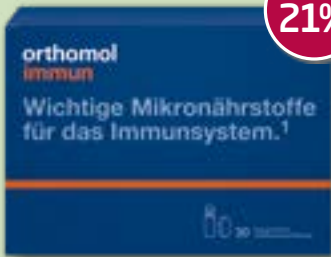 21%
orthomol
immun
Wichtige Mikronährstoffe
für das Immunsystem.¹
30